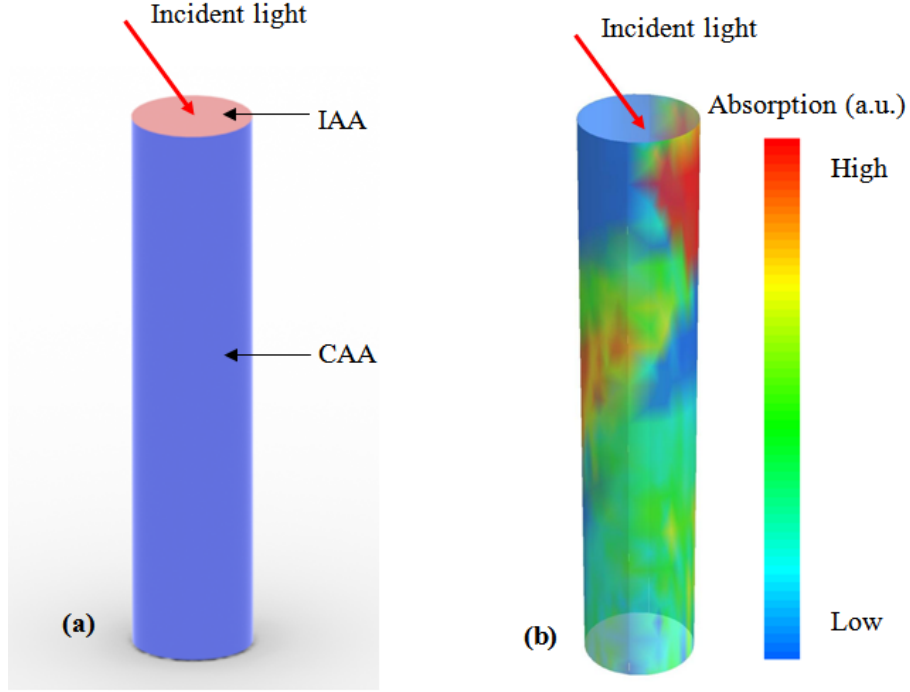 Incident light
IAA
CAA
(a)
Incident light
Absorption (a.u.)
High
Low
(b)